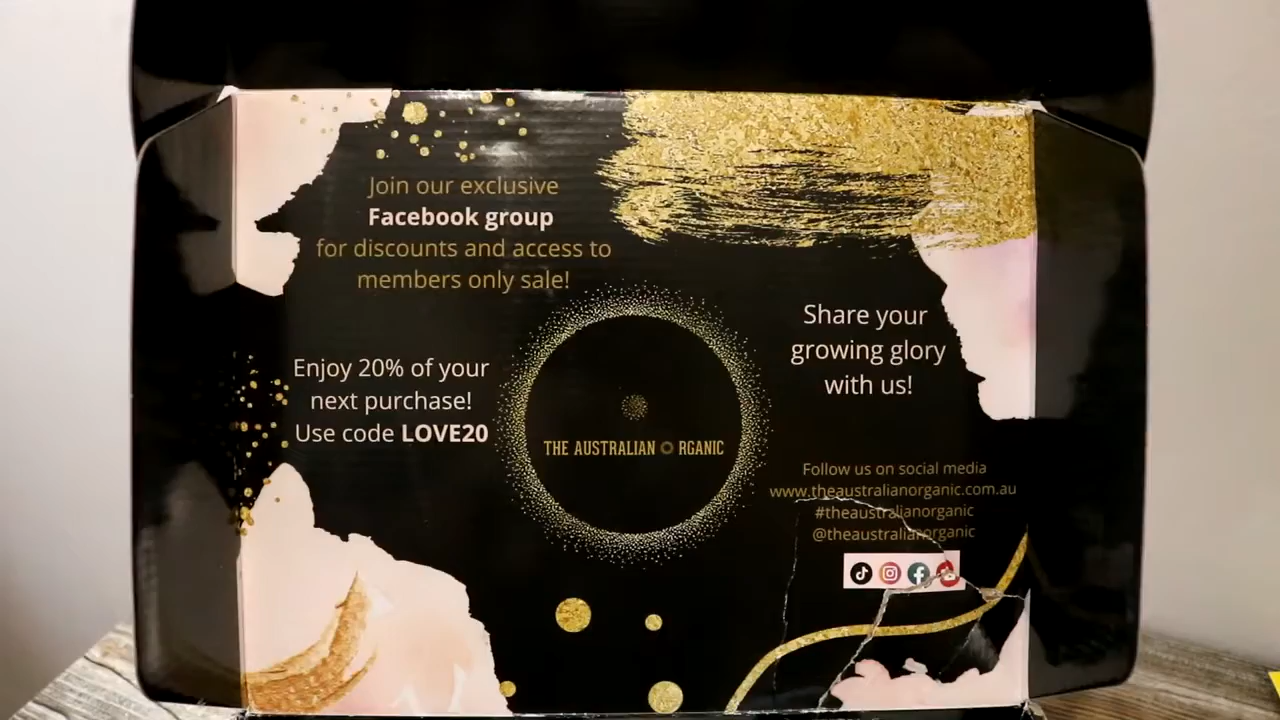 Join our exclusive
Facebook group
for discounts and access to
members only sale!
Enjoy 20% of your
next purchase!
Use code LOVE20
THE AUSTRALIAN ORGANIC
Share your
growing glory
with us!
Follow us on social media
www.theaustralianorganic.com.au
#theaustralianorganic
@theaustralianorganic